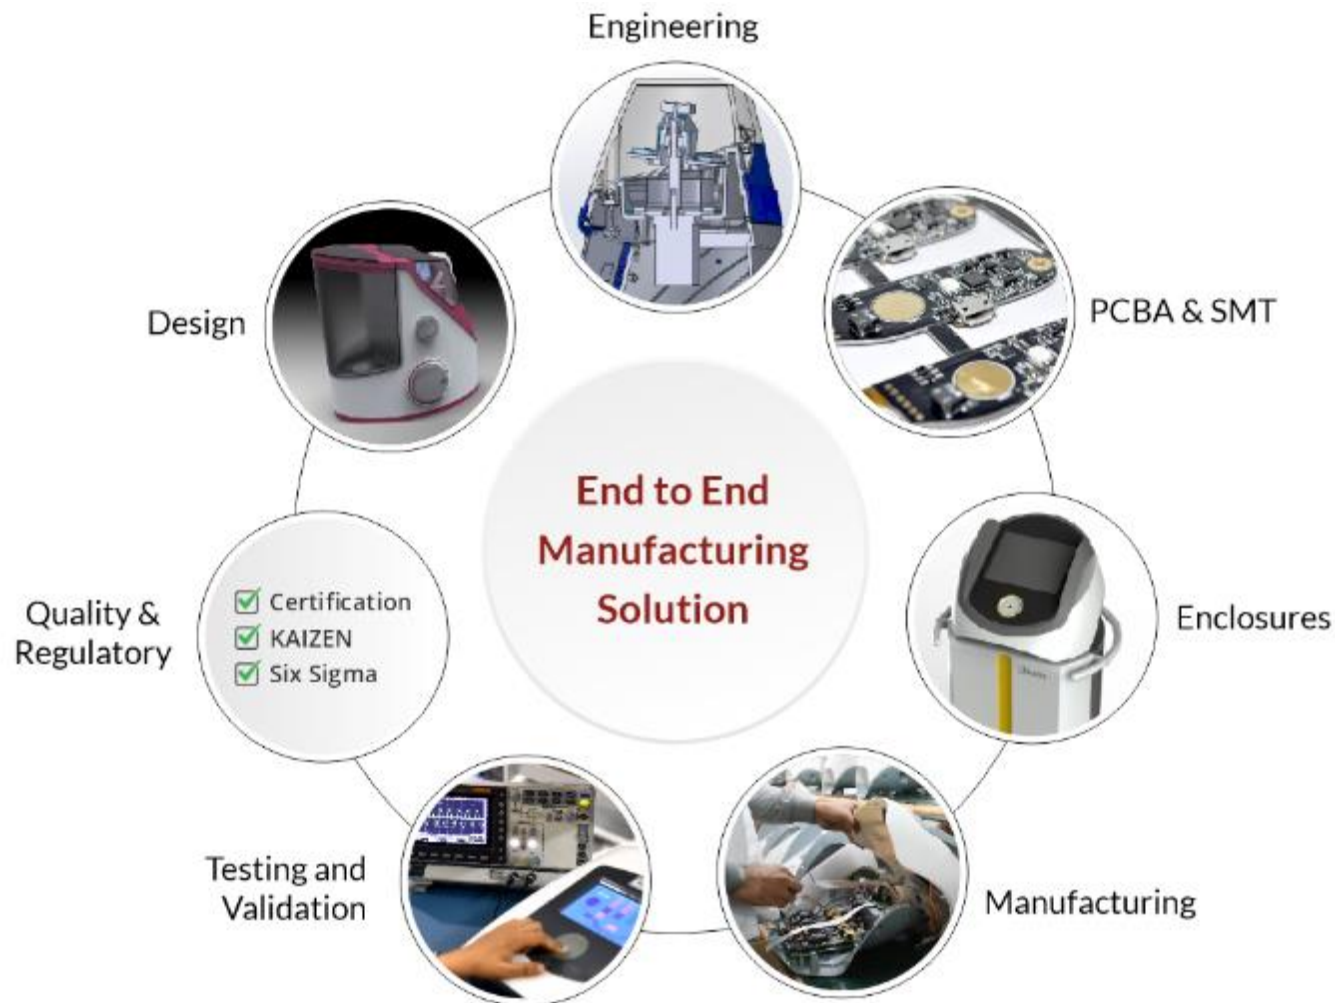 Engineering
Design
PCBA & SMT
End to End
Manufacturing
Solution
Quality &
Regulatory
Certification
KAIZEN
Six Sigma
Enclosures
Testing and
Validation
Manufacturing